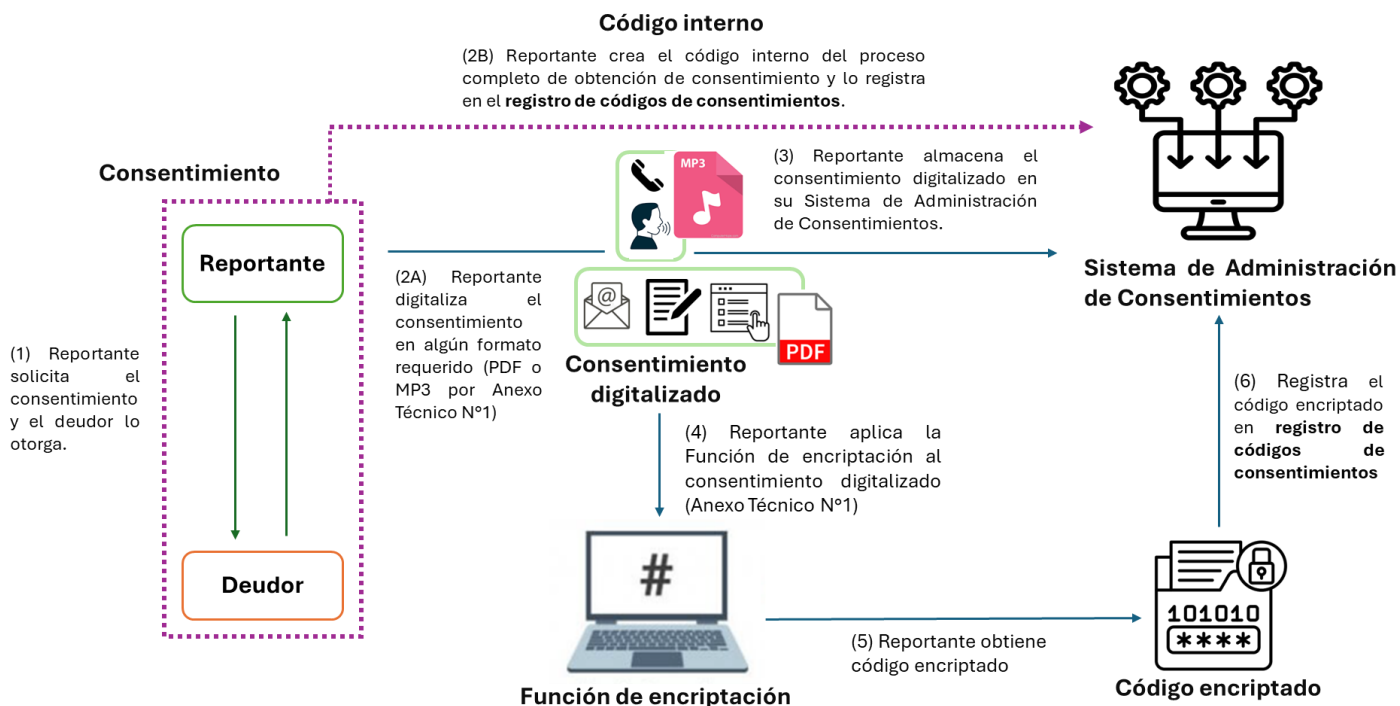 Código interno
(2B) Reportante crea el código interno del proceso
completo de obtención de consentimiento y lo registra
en el registro de códigos de consentimientos.
Consentimiento
Reportante
Deudor
(1) Reportante
solicita el
consentimiento
y el deudor lo
otorga.
(2A) Reportante
digitaliza el
consentimiento
en algún formato
requerido (PDF o
MP3 por Anexo
Técnico N°1)
MP3
(3) Reportante almacena el
consentimiento digitalizado en
su Sistema de Administración
de Consentimientos.
@
PDF
Consentimiento
digitalizado
Sistema de Administración
de Consentimientos
(4) Reportante aplica la
Función de encriptación al
consentimiento digitalizado
(Anexo Técnico N°1)
#
Función de encriptación
(5) Reportante obtiene
código encriptado
(6) Registra el
código encriptado
en registro de
códigos de
consentimientos
101010
****
Código encriptado